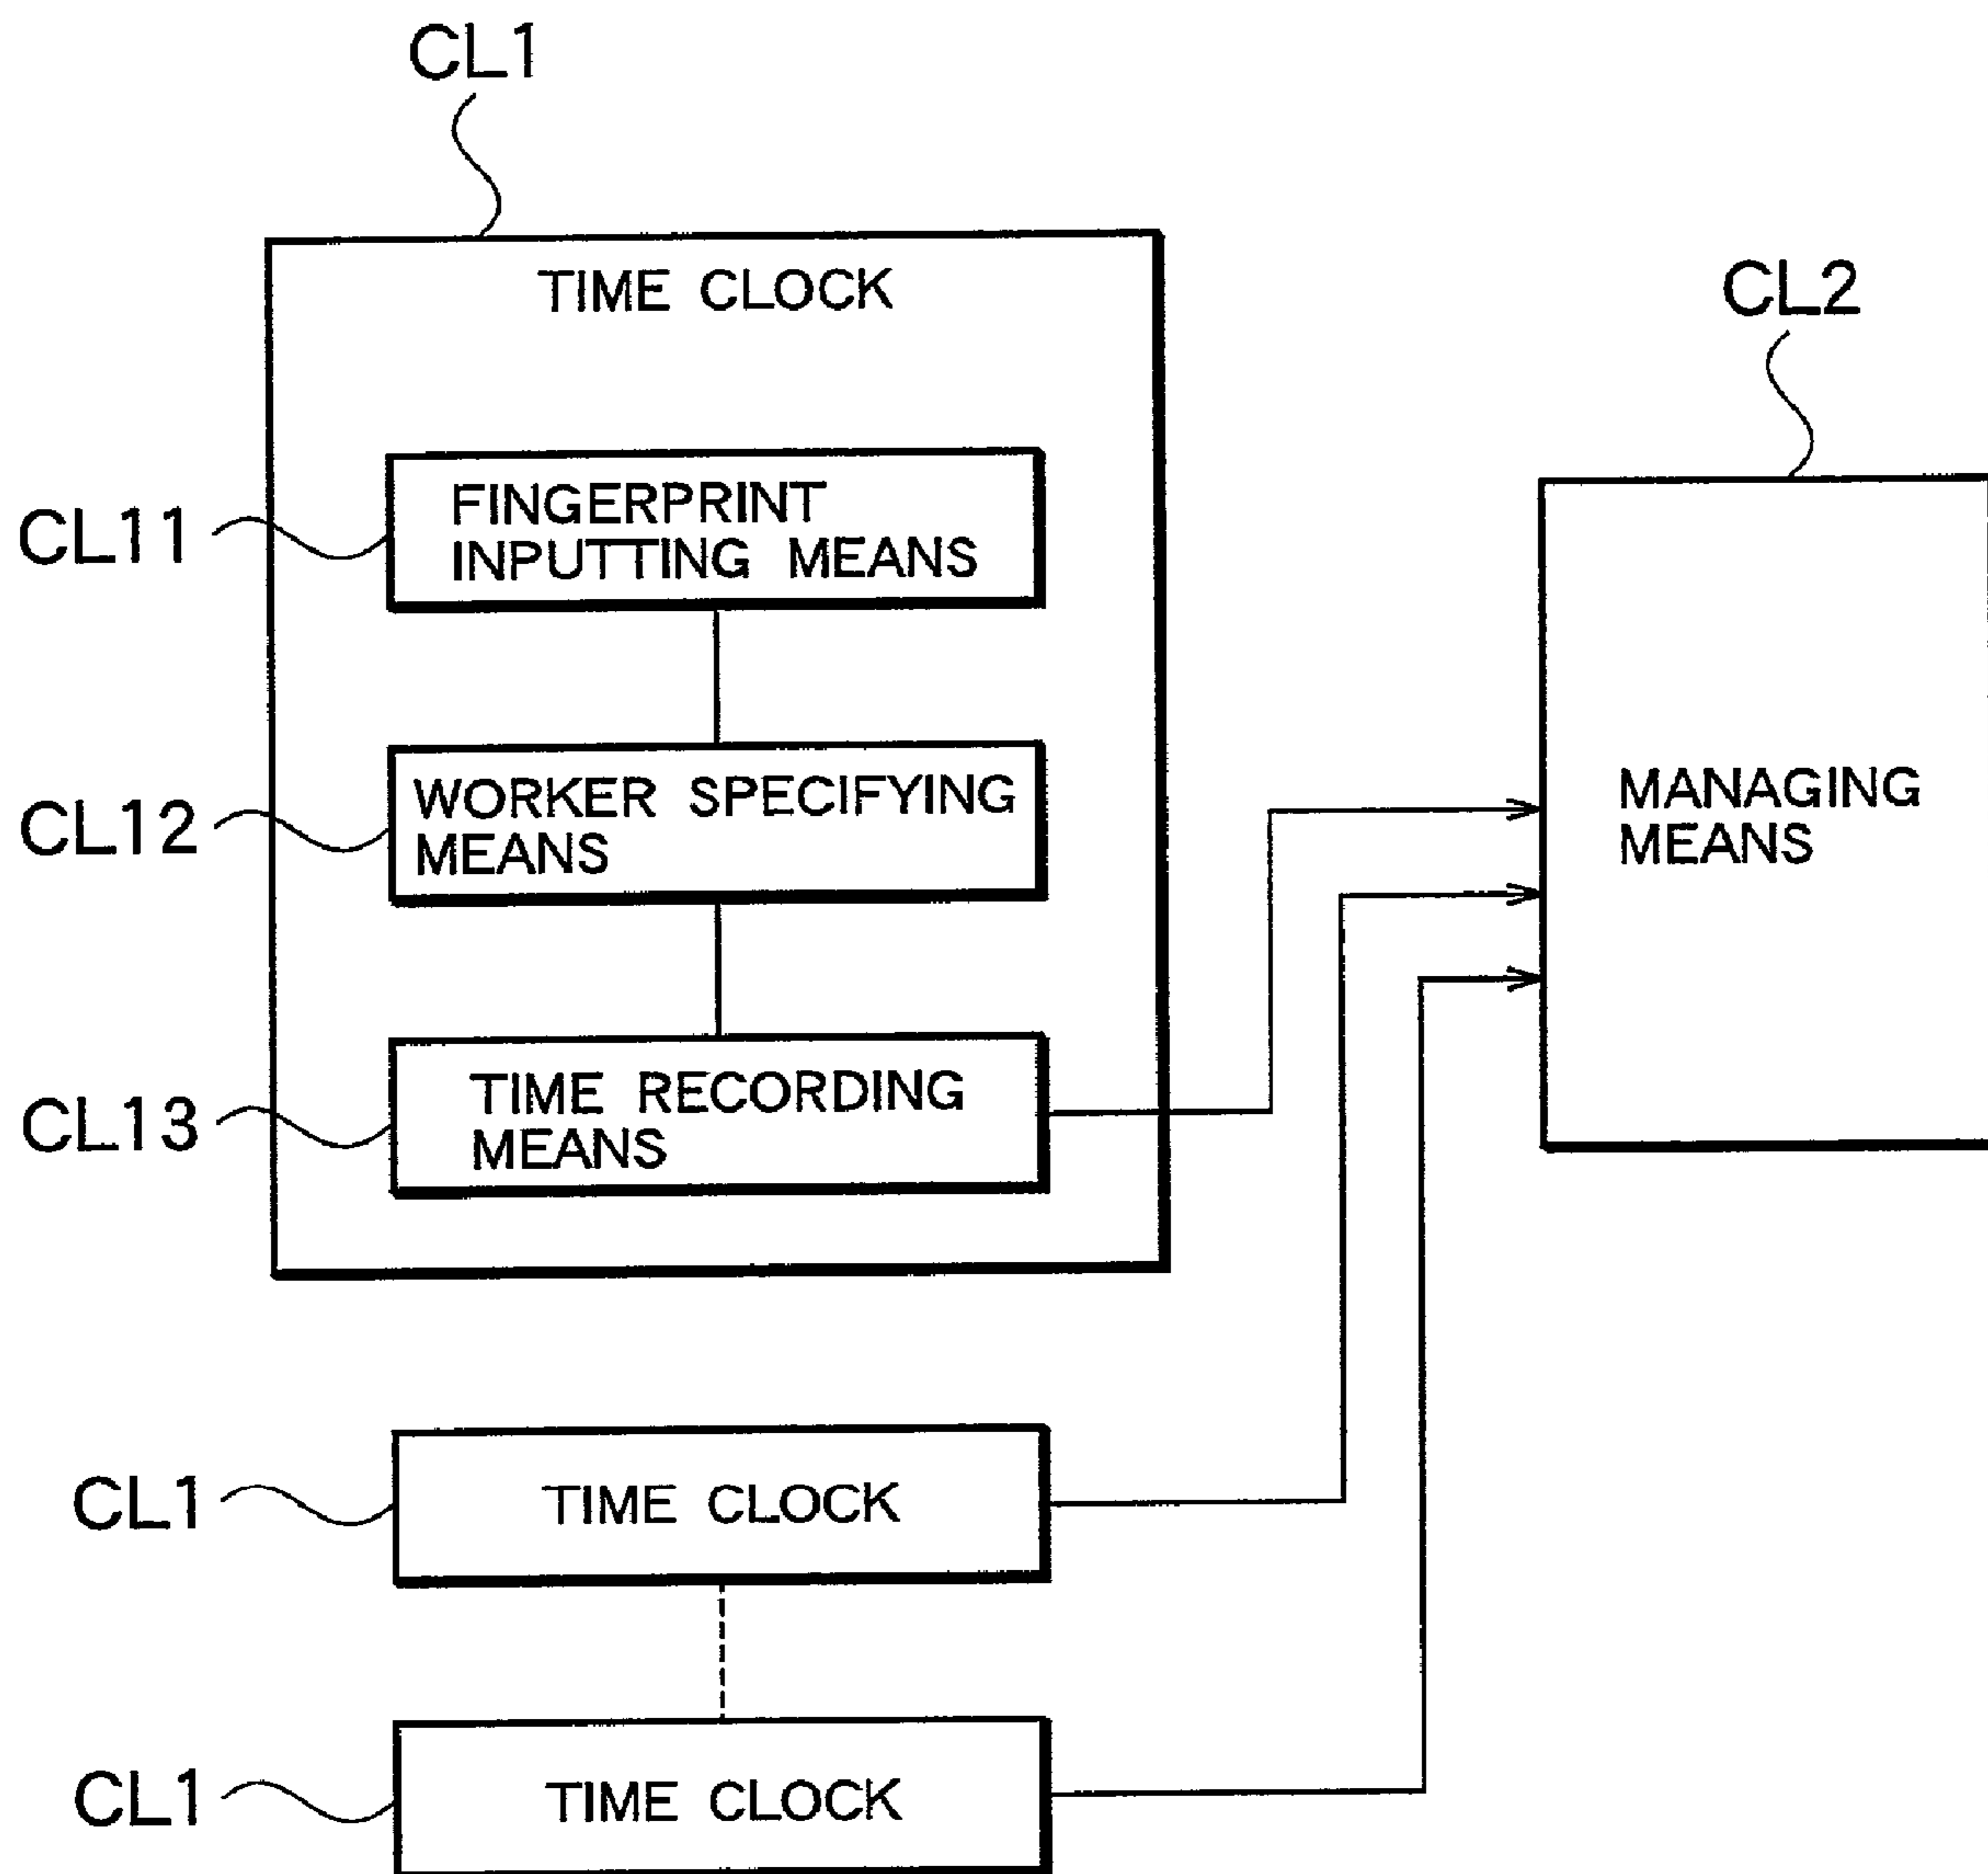 CL1
TIME CLOCK
CL2
CL11
FINGERPRINT
INPUTTING MEANS
CL12
WORKER SPECIFYING
MEANS
MANAGING
MEANS
CL13
TIME RECORDING
MEANS
CL1
TIME CLOCK
CL1
TIME CLOCK